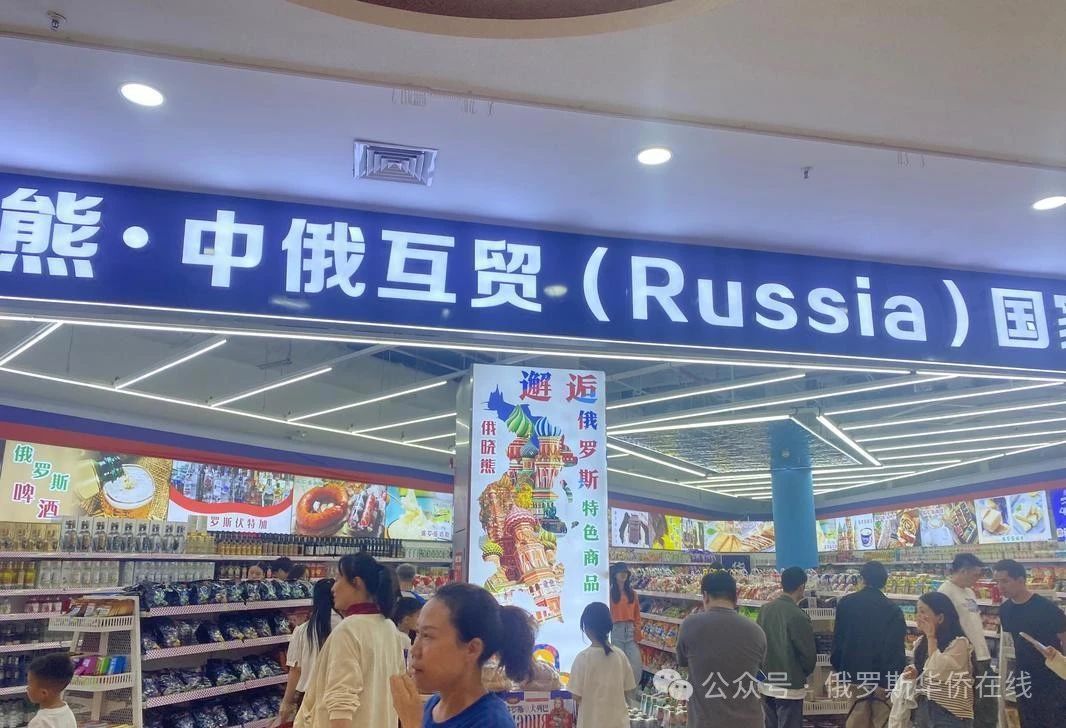 熊·中俄互贸（Russia）国
邂逅
俄罗斯特色商品
俄晓熊
俄罗斯
啤酒
罗斯伏特加
公众号 · 俄罗斯华侨在线